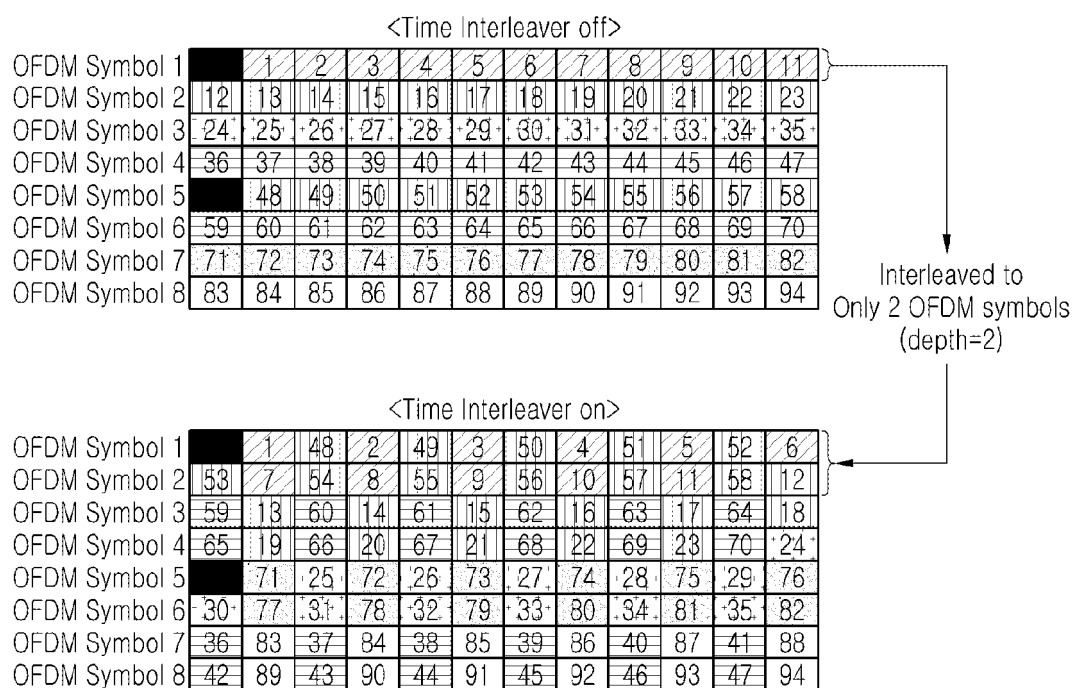 <Time Interleaver off>
OFDM Symbol 1 1 2 3 4 5 6 7 8 9 10 11
OFDM Symbol 2 12 13 14 15 16 17 18 19 20 21 22 23
OFDM Symbol 3 24 25 26 27 28 29 30 31 32 33 34 35
OFDM Symbol 4 36 37 38 39 40 41 42 43 44 45 46 47
OFDM Symbol 5 48 49 50 51 52 53 54 55 56 57 58
OFDM Symbol 6 59 60 61 62 63 64 65 66 67 68 69 70
OFDM Symbol 7 71 72 73 74 75 76 77 78 79 80 81 82
OFDM Symbol 8 83 84 85 86 87 88 89 90 91 92 93 94
Interleaved to
Only 2 OFDM symbols
(depth=2)
<Time Interleaver on>
OFDM Symbol 1 1 48 2 49 3 50 4 51 5 52 6
OFDM Symbol 2 53 7 54 8 55 9 56 10 57 11 58 12
OFDM Symbol 3 59 13 60 14 61 15 62 16 63 17 64 18
OFDM Symbol 4 65 19 66 20 67 21 68 22 69 23 70 24
OFDM Symbol 5 71 25 72 26 73 27 74 28 75 29 76
OFDM Symbol 6 30 77 31 78 32 79 33 80 34 81 35 82
OFDM Symbol 7 36 83 37 84 38 85 39 86 40 87 41 88
OFDM Symbol 8 42 89 43 90 44 91 45 92 46 93 47 94